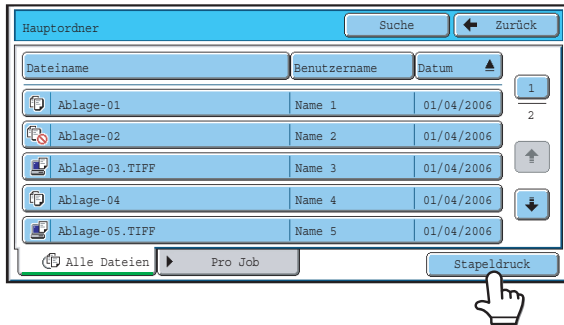 Hauptordner Suche Zurück
Dateiname Benutzername Datum
Ablage-01 Name 1 01/04/2006 1
2
Ablage-02 Name 2 01/04/2006
Ablage-03.TIFF Name 3 01/04/2006
Ablage-04 Name 4 01/04/2006
Ablage-05.TIFF Name 5 01/04/2006
Alle Dateien Pro Job Stapeldruck